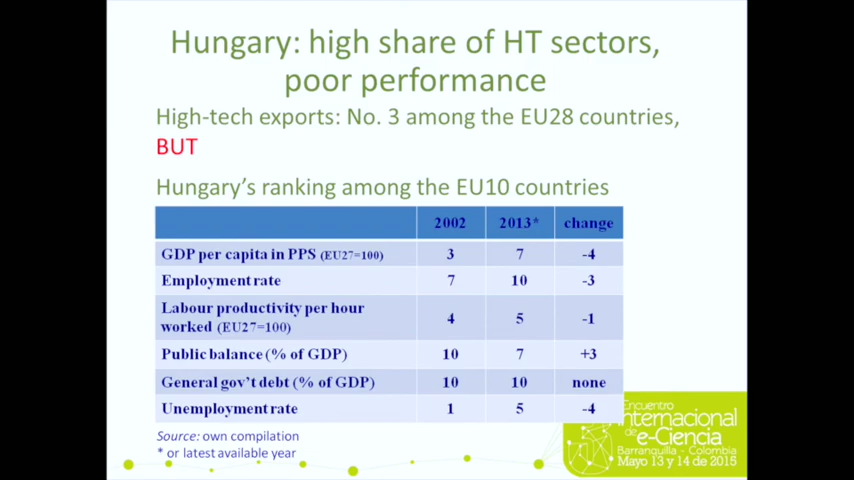 Hungary: high share of HT sectors,
poor performance
High-tech exports: No. 3 among the EU28 countries,
BUT
Hungary's ranking among the EU10 countries
2002 2013* change
GDP per capita in PPS (EU27=100) 3 7 -4
Employment rate 7 10 -3
Labour productivity per hour
worked (EU27=100) 4 5 -1
Public balance (% of GDP) 10 7 +3
General gov't debt (% of GDP) 10 10 none
Unemployment rate 1 5 -4
Source: own compilation
* or latest available year
Encuentro
Internacional
de e-Ciencia
Barranquilla - Colombia
Mayo 13 y 14 de 2015